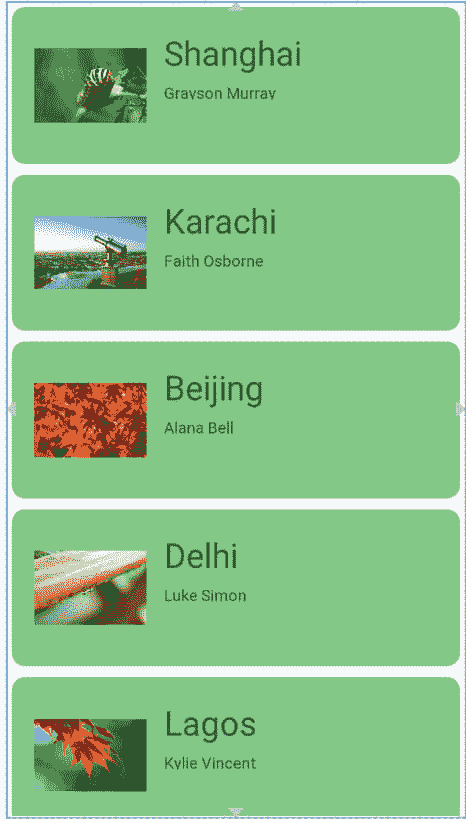 Shanghai
Grayson Murray
Karachi
Faith Osborne
Beijing
Alana Bell
Delhi
Luke Simon
Lagos
Kylie Vincent